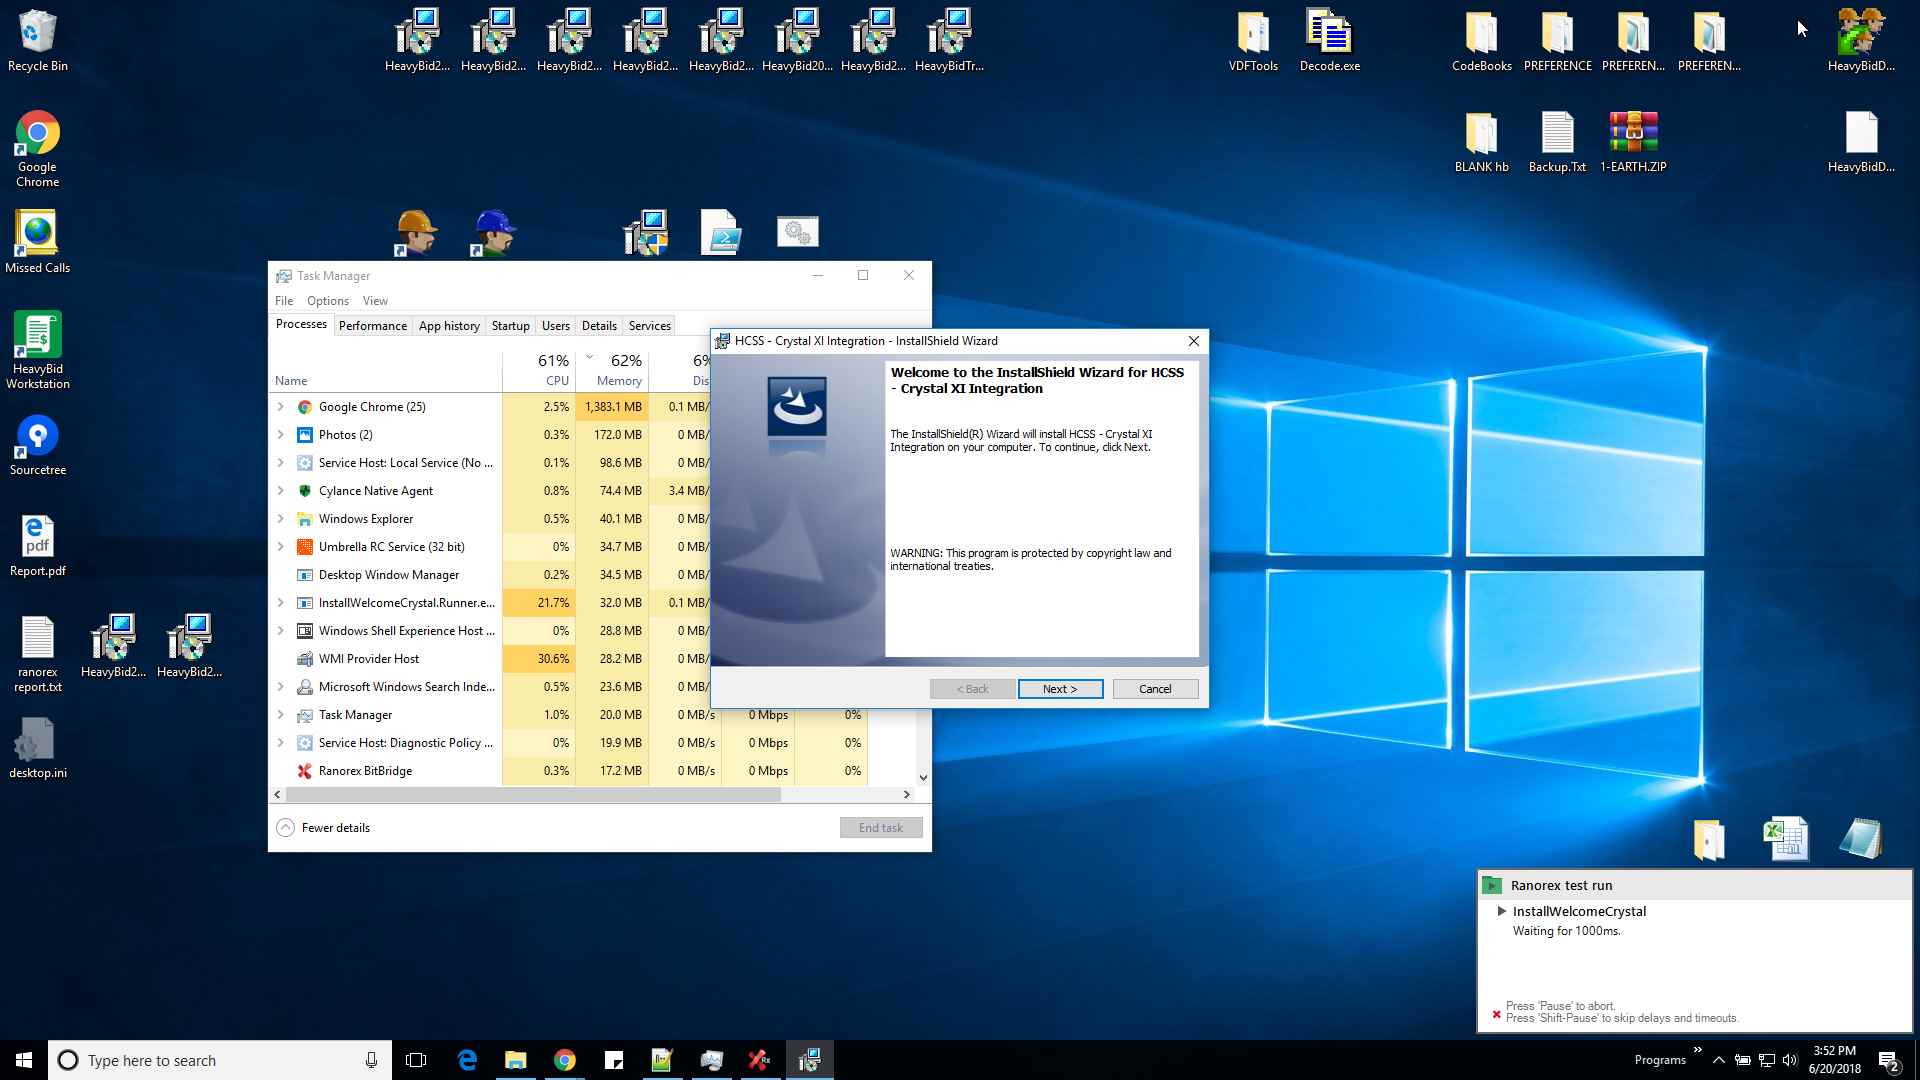 Recycle Bin
HeavyBid2...
HeavyBid2...
HeavyBid2...
HeavyBid2...
HeavyBid2...
HeavyBid20...
HeavyBid2...
HeavyBidTr...
VDFTools
Decode.exe
CodeBooks
PREFERENCE
PREFEREN...
PREFEREN...
HeavyBidD...
Google
Chrome
BLANK hb
Backup.Txt
1-EARTH.ZIP
HeavyBidD...
Missed Calls
HeavyBid
Workstation
Sourcetree
pdf
Report.pdf
ranorex
report.txt
HeavyBid2...
HeavyBid2...
desktop.ini
Task Manager
File Options View
Processes Performance App history Startup Users Details Services
61% 62% 6%
Name CPU Memory Dis
Google Chrome (25) 2.5% 1,383.1 MB 0.1 MB/
Photos (2) 0.3% 172.0 MB 0 MB/
Service Host: Local Service (No ... 0.1% 98.6 MB 0 MB/
Cylance Native Agent 0.8% 74.4 MB 3.4 MB/
Windows Explorer 0.5% 40.1 MB 0 MB/
Umbrella RC Service (32 bit) 0% 34.7 MB 0 MB/
Desktop Window Manager 0.2% 34.5 MB 0 MB/
InstallWelcomeCrystal.Runner.e... 21.7% 32.0 MB 0.1 MB/
Windows Shell Experience Host ... 0% 28.8 MB 0 MB/
WMI Provider Host 30.6% 28.2 MB 0 MB/
Microsoft Windows Search Inde... 0.5% 23.6 MB 0 MB/
Task Manager 1.0% 20.0 MB 0 MB/s 0 Mbps 0%
Service Host: Diagnostic Policy ... 0% 19.9 MB 0 MB/s 0 Mbps 0%
Ranorex BitBridge 0.3% 17.2 MB 0 MB/s 0 Mbps 0%
Fewer details
End task
HCSS - Crystal XI Integration - InstallShield Wizard
Welcome to the InstallShield Wizard for HCSS
- Crystal XI Integration
The InstallShield(R) Wizard will install HCSS - Crystal XI
Integration on your computer. To continue, click Next.
WARNING: This program is protected by copyright law and
international treaties.
< Back
Next >
Cancel
Ranorex test run
InstallWelcomeCrystal
Waiting for 1000ms.
Press 'Pause' to abort.
Press 'Shift-Pause' to skip delays and timeouts.
Type here to search
Programs
3:52 PM
6/20/2018
2